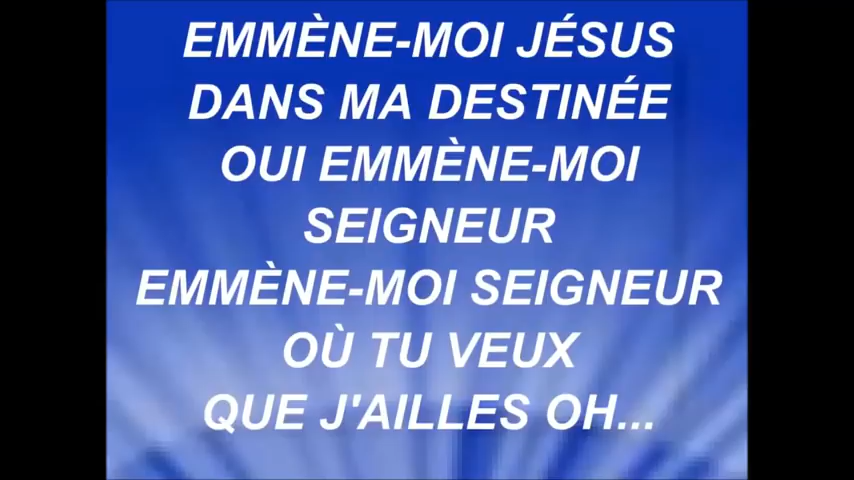 EMMÈNE-MOI JÉSUS
DANS MA DESTINÉE
OUI EMMÈNE-MOI
SEIGNEUR
EMMÈNE-MOI SEIGNEUR
OÙ TU VEUX
QUE J'AILLES OH...